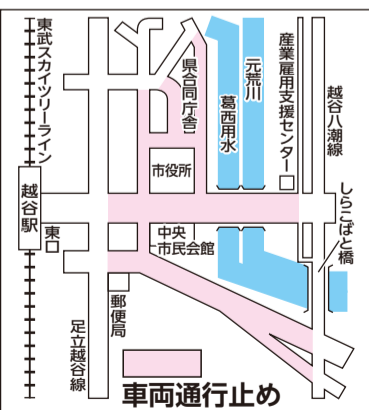 東武スカイツリーライン
越谷駅
東口
足立越谷線
郵便局
県合同庁舎
市役所
中央
市民会館
葛西用水
元荒川
産業雇用支援センター
越谷八潮線
しらこばと橋
車両通行止め